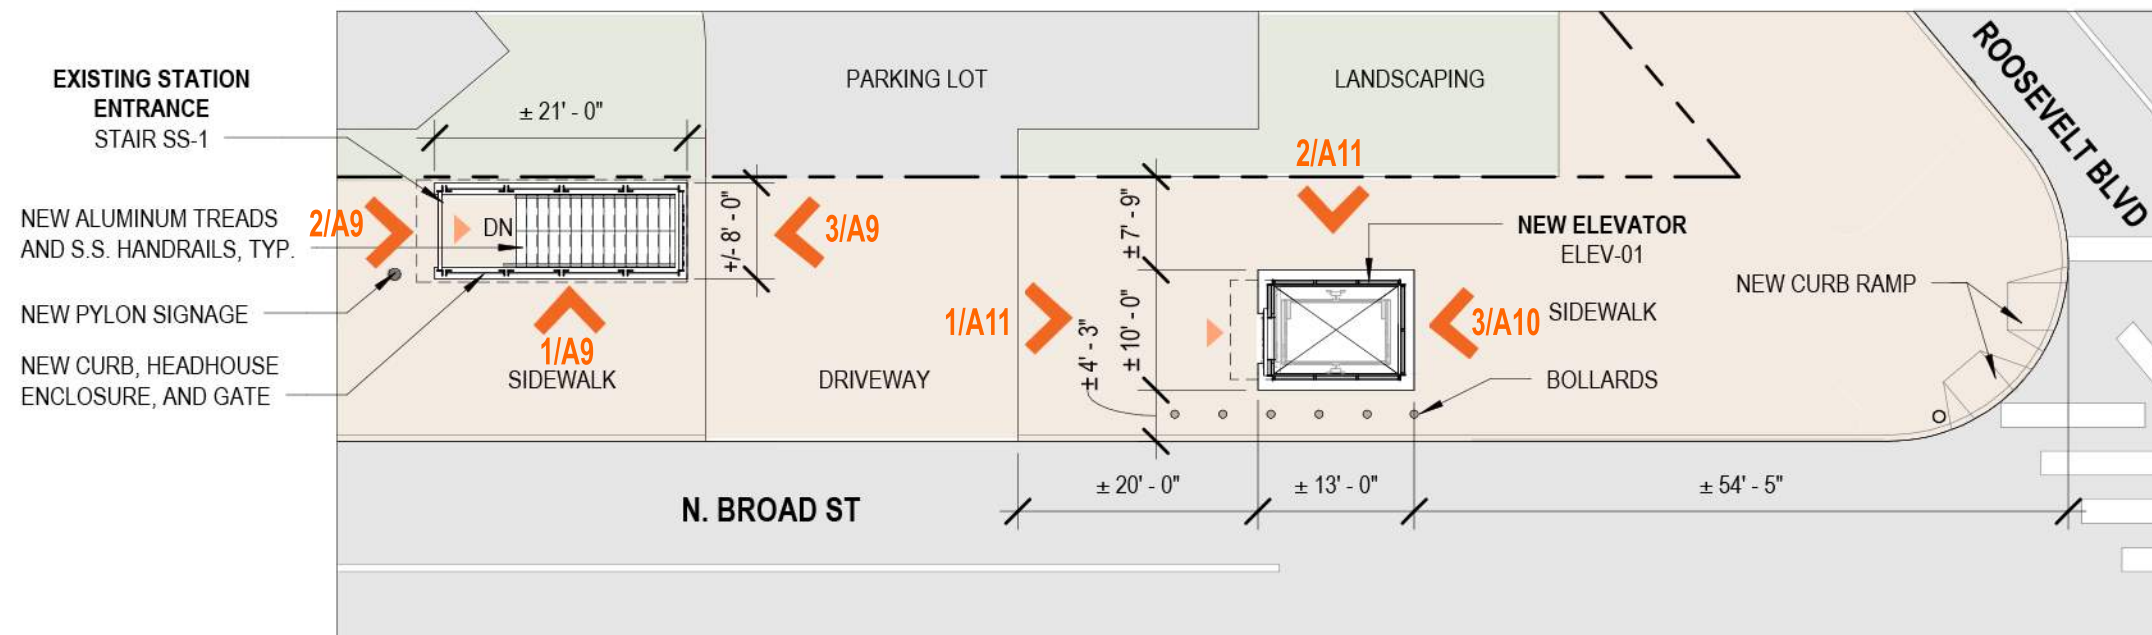 EXISTING STATION
ENTRANCE
STAIR SS-1
NEW ALUMINUM TREADS
AND S.S. HANDRAILS, TYP.
NEW PYLON SIGNAGE
NEW CURB, HEADHOUSE
ENCLOSURE, AND GATE
± 21' - 0"
2/A9
DN
1/A9
SIDEWALK
+/- 8' - 0"
3/A9
PARKING LOT
DRIVEWAY
LANDSCAPING
2/A11
± 7' - 9"
1/A11
± 4' - 3"
± 10' - 0"
NEW ELEVATOR
ELEV-01
3/A10
SIDEWALK
BOLLARDS
NEW CURB RAMP
ROOSEVELT BLVD
N. BROAD ST
± 20' - 0"
± 13' - 0"
± 54' - 5"